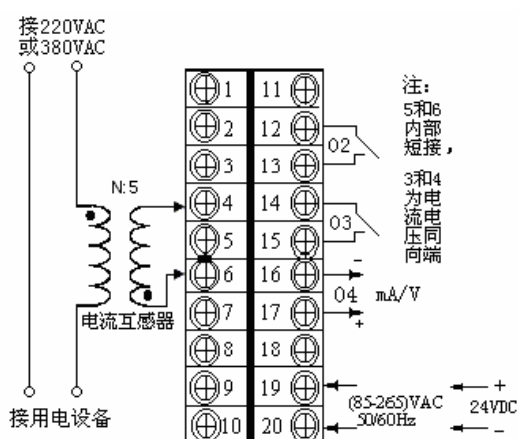 接220VAC
或380VAC
N:5
电流互感器
接用电设备
1
2
3
4
5
6
7
8
9
10
11
12
13
14
15
16
17
18
19
20
O2
O3
-
O4 mA/V
+
(85-265)VAC
50/60Hz
+
24VDC
-
注:
5和6
内部
短接，
3和4
为电
流电
压同
向端